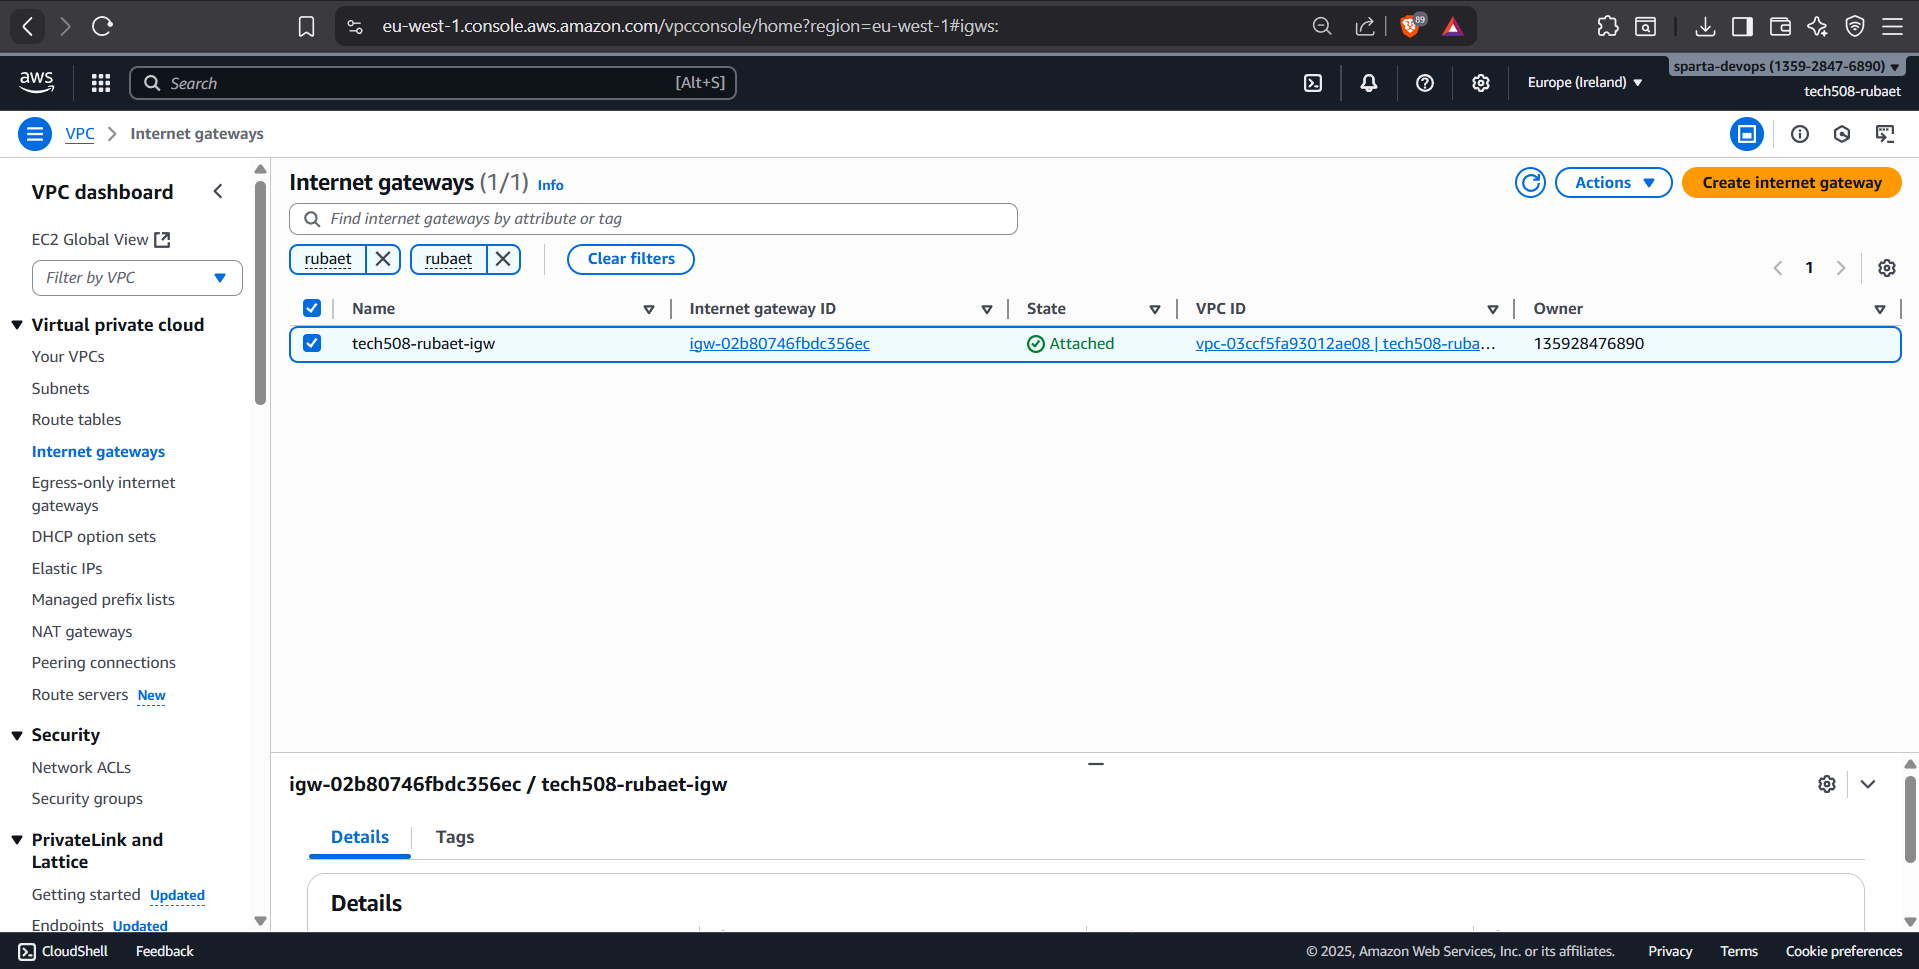 eu-west-1.console.aws.amazon.com/vpcconsole/home?region=eu-west-1#igws:
89
aws
Search
[Alt+S]
Europe (Ireland)
sparta-devops (1359-2847-6890)
tech508-rubaet
VPC
Internet gateways
VPC dashboard
EC2 Global View
Filter by VPC
Virtual private cloud
Your VPCs
Subnets
Route tables
Internet gateways
Egress-only internet
gateways
DHCP option sets
Elastic IPs
Managed prefix lists
NAT gateways
Peering connections
Route servers New
Security
Network ACLs
Security groups
PrivateLink and
Lattice
Getting started Updated
Endpoints Updated
Internet gateways (1/1) Info
Actions
Create internet gateway
Find internet gateways by attribute or tag
rubaet
rubaet
Clear filters
1
Name
Internet gateway ID
State
VPC ID
Owner
tech508-rubaet-igw
igw-02b80746fbdc356ec
Attached
vpc-03ccf5fa93012ae08 | tech508-ruba...
135928476890
igw-02b80746fbdc356ec / tech508-rubaet-igw
Details
Tags
Details
CloudShell
Feedback
© 2025, Amazon Web Services, Inc. or its affiliates.
Privacy
Terms
Cookie preferences